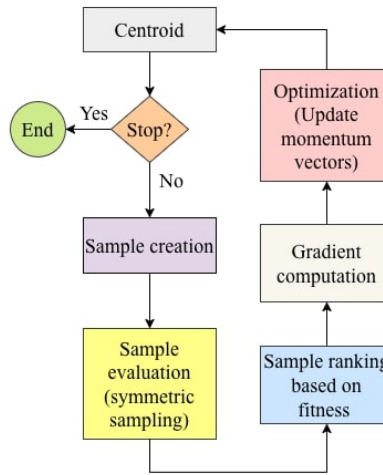 Centroid
Stop?
Yes
End
No
Sample creation
Sample
evaluation
(symmetric
sampling)
Sample ranking
based on
fitness
Gradient
computation
Optimization
(Update
momentum
vectors)